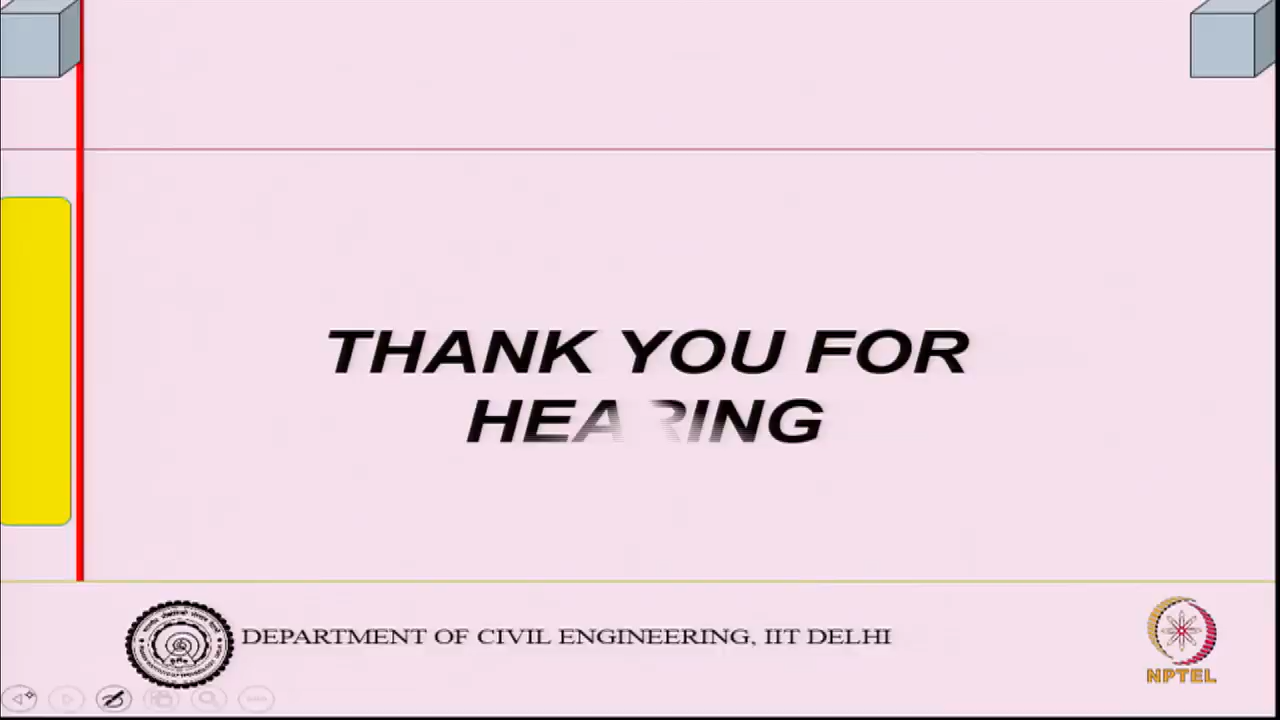 THANK YOU FOR
HEARING
DEPARTMENT OF CIVIL ENGINEERING, IIT DELHI
NPTEL